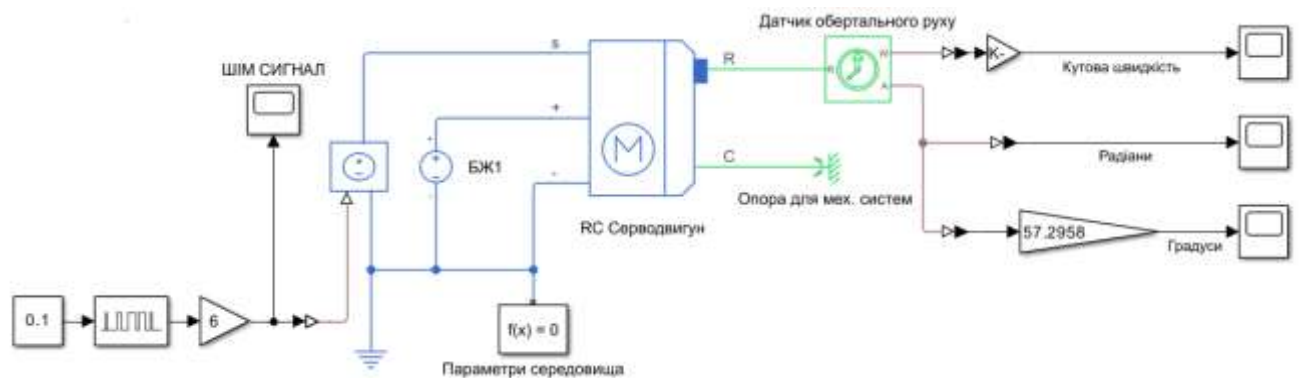 Датчик обертального руху
s
R
W
K-
ШІМ СИГНАЛ
R
A
Кутова швидкість
+
+
M
БЖ1
C
Радіани
-
Опора для мех. систем
RC Серводвигун
57.2958
Градуси
0.1
6
f(x) = 0
Параметри середовища